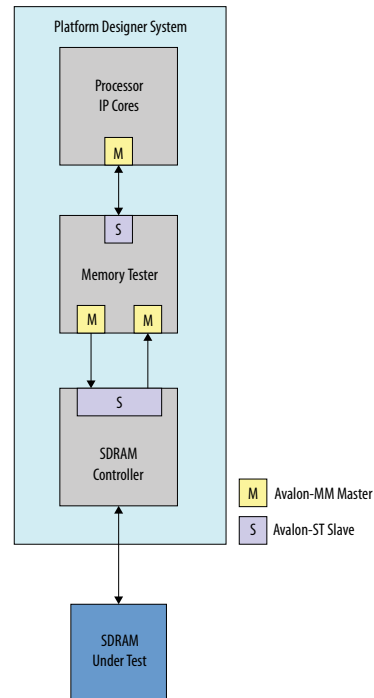 Platform Designer System
Processor
IP Cores
M
S
Memory Tester
M M
S
SDRAM
Controller
M Avalon-MM Master
S Avalon-ST Slave
SDRAM
Under Test